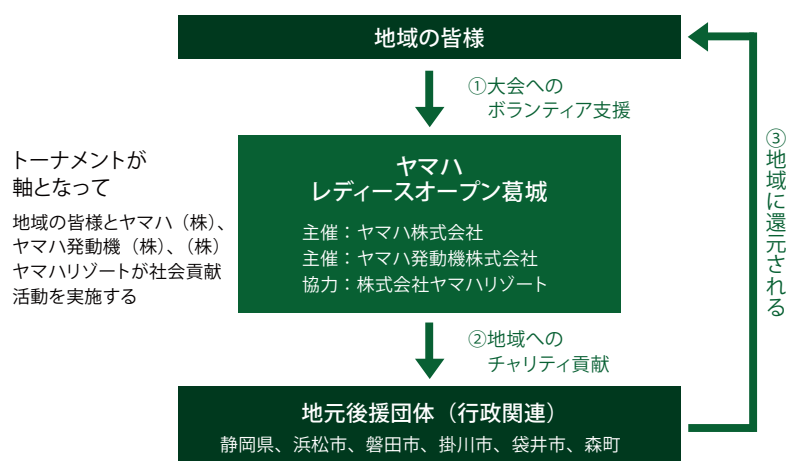 地域の皆様
①大会への
ボランティア支援
トーナメントが
軸となって
地域の皆様とヤマハ（株）、
ヤマハ発動機（株）、（株）
ヤマハリゾートが社会貢献
活動を実施する
ヤマハ
レディースオープン葛城
主催：ヤマハ株式会社
主催：ヤマハ発動機株式会社
協力：株式会社ヤマハリゾート
②地域への
チャリティ貢献
地元後援団体（行政関連）
静岡県、浜松市、磐田市、掛川市、袋井市、森町
③地域に還元される